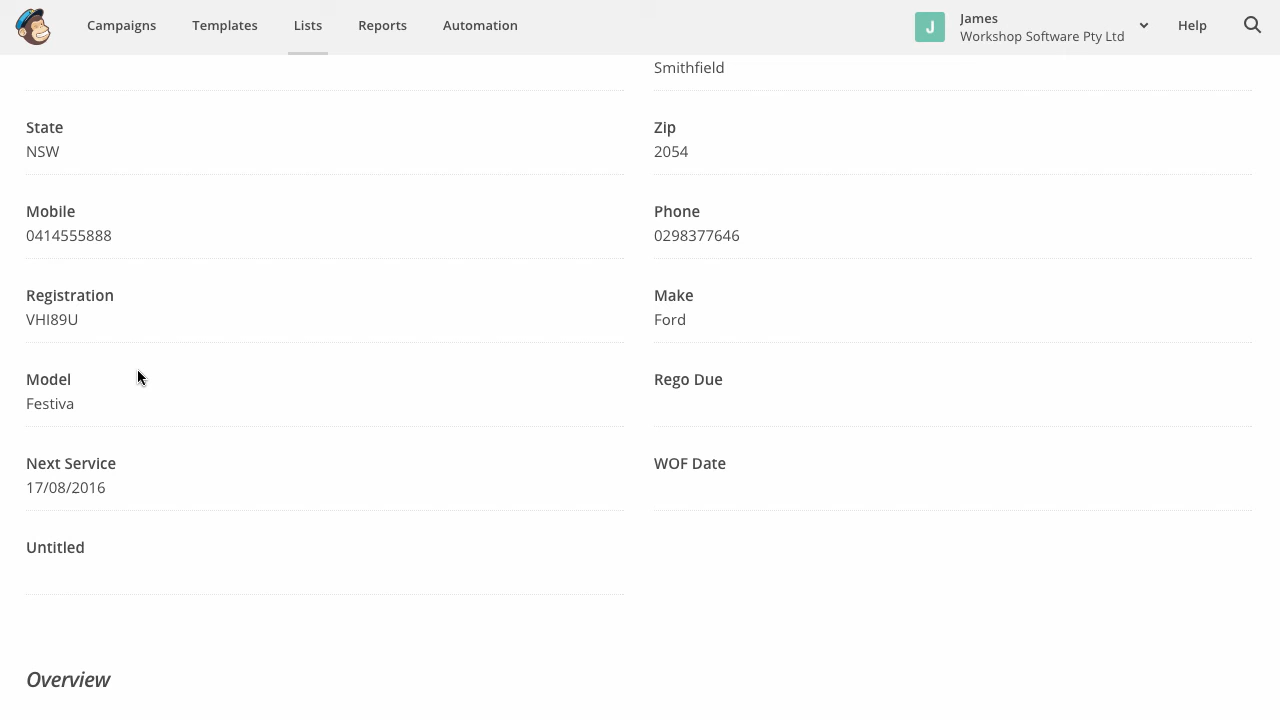 Campaigns
Templates
Lists
Reports
Automation
J
James
Workshop Software Pty Ltd
Help
Smithfield
State
NSW
Zip
2054
Mobile
0414555888
Phone
0298377646
Registration
VHI89U
Make
Ford
Model
Festiva
Rego Due
Next Service
17/08/2016
WOF Date
Untitled
Overview